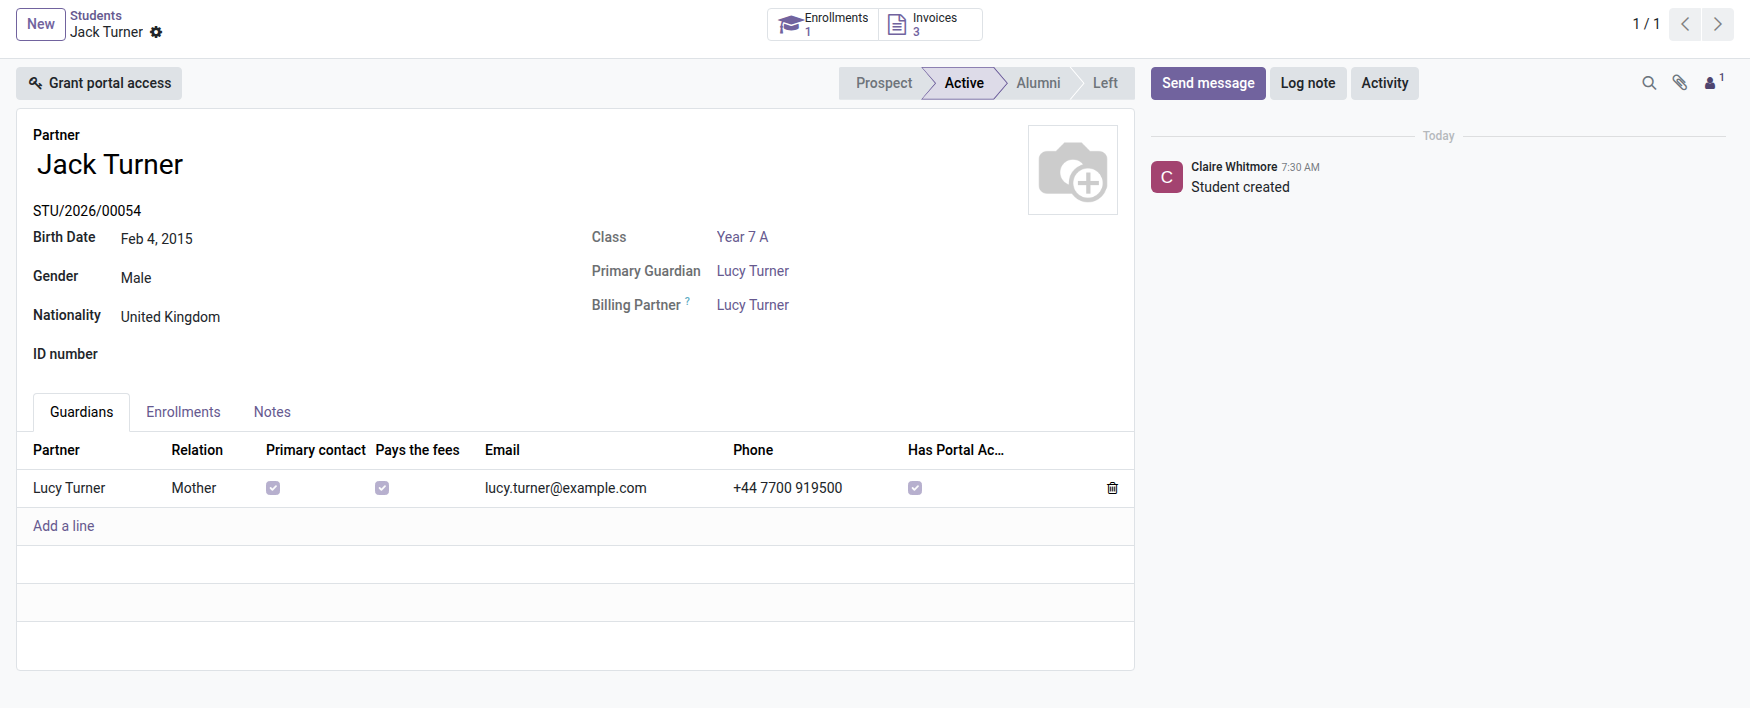 New
Students
Jack Turner
Enrollments
1
Invoices
3
1 / 1
Grant portal access
Prospect
Active
Alumni
Left
Send message
Log note
Activity
1
Partner
Jack Turner
STU/2026/00054
Birth Date Feb 4, 2015
Gender Male
Nationality United Kingdom
ID number
Class Year 7 A
Primary Guardian Lucy Turner
Billing Partner ? Lucy Turner
Guardians Enrollments Notes
Partner Relation Primary contact Pays the fees Email Phone Has Portal Ac...
Lucy Turner Mother lucy.turner@example.com +44 7700 919500
Add a line
Today
C
Claire Whitmore 7:30 AM
Student created